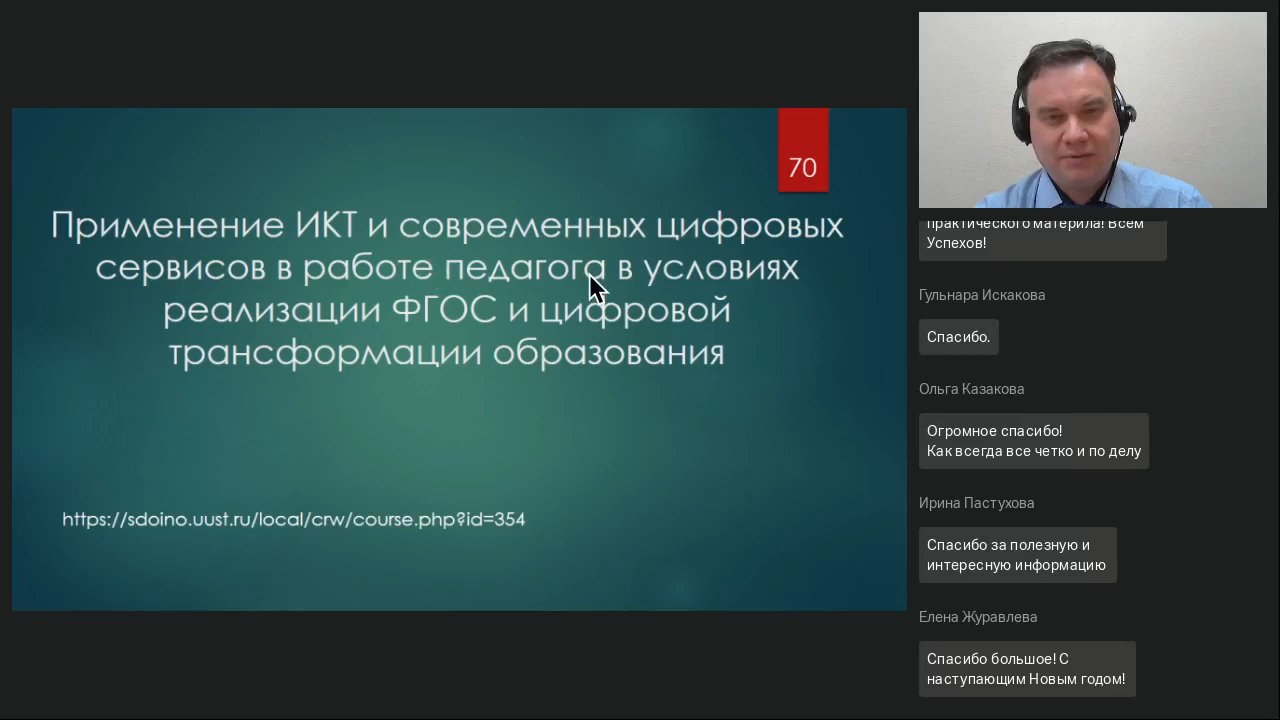 70
Применение ИКТ и современных цифровых
сервисов в работе педагога в условиях
реализации ФГОС и цифровой
трансформации образования
https://sdoino.uust.ru/local/crw/course.php?id=354
практического материла! Всем
Успехов!
Гульнара Искакова
Спасибо.
Ольга Казакова
Огромное спасибо!
Как всегда все четко и по делу
Ирина Пастухова
Спасибо за полезную и
интересную информацию
Елена Журавлева
Спасибо большое! С
наступающим Новым годом!